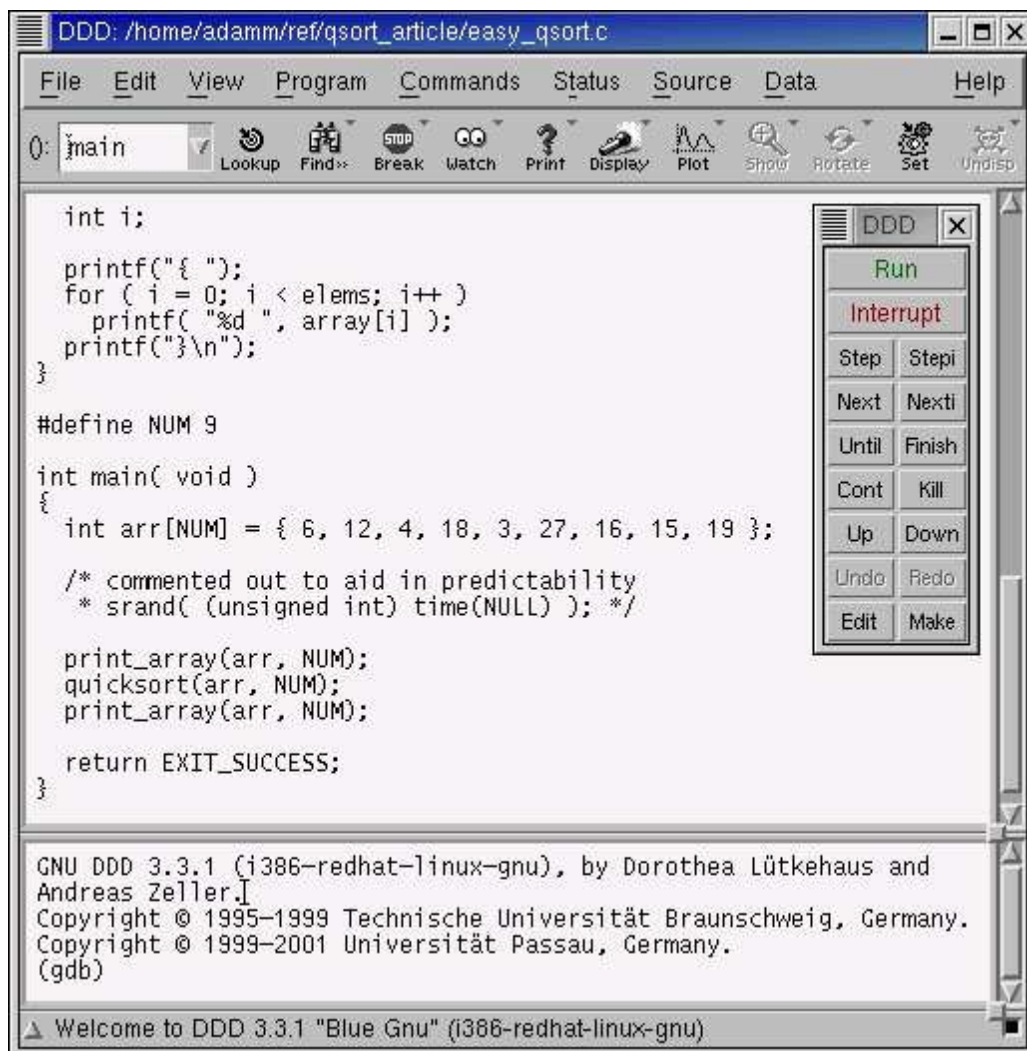 DDD: /home/adamm/ref/qsort_article/easy_qsort.c
File Edit View Program Commands Status Source Data Help
(): main Lookup Find» Break Watch Print Display Plot Show Rotate Set Undisp
int i;
printf("{ ");
for ( i = 0; i < elems; i++ )
printf( "%d ", array[i] );
printf("}\n");
}
#define NUM 9
int main( void )
{
int arr[NUM] = { 6, 12, 4, 18, 3, 27, 16, 15, 19 };
/* commented out to aid in predictability
* srand( (unsigned int) time(NULL) ); */
print_array(arr, NUM);
quicksort(arr, NUM);
print_array(arr, NUM);
return EXIT_SUCCESS;
}
DDD
Run
Interrupt
Step Stepi
Next Nexti
Until Finish
Cont Kill
Up Down
Undo Redo
Edit Make
GNU DDD 3.3.1 (i386-redhat-linux-gnu), by Dorothea Lütkehaus and
Andreas Zeller.
Copyright © 1995-1999 Technische Universität Braunschweig, Germany.
Copyright © 1999-2001 Universität Passau, Germany.
(gdb)
Welcome to DDD 3.3.1 "Blue Gnu" (i386-redhat-linux-gnu)